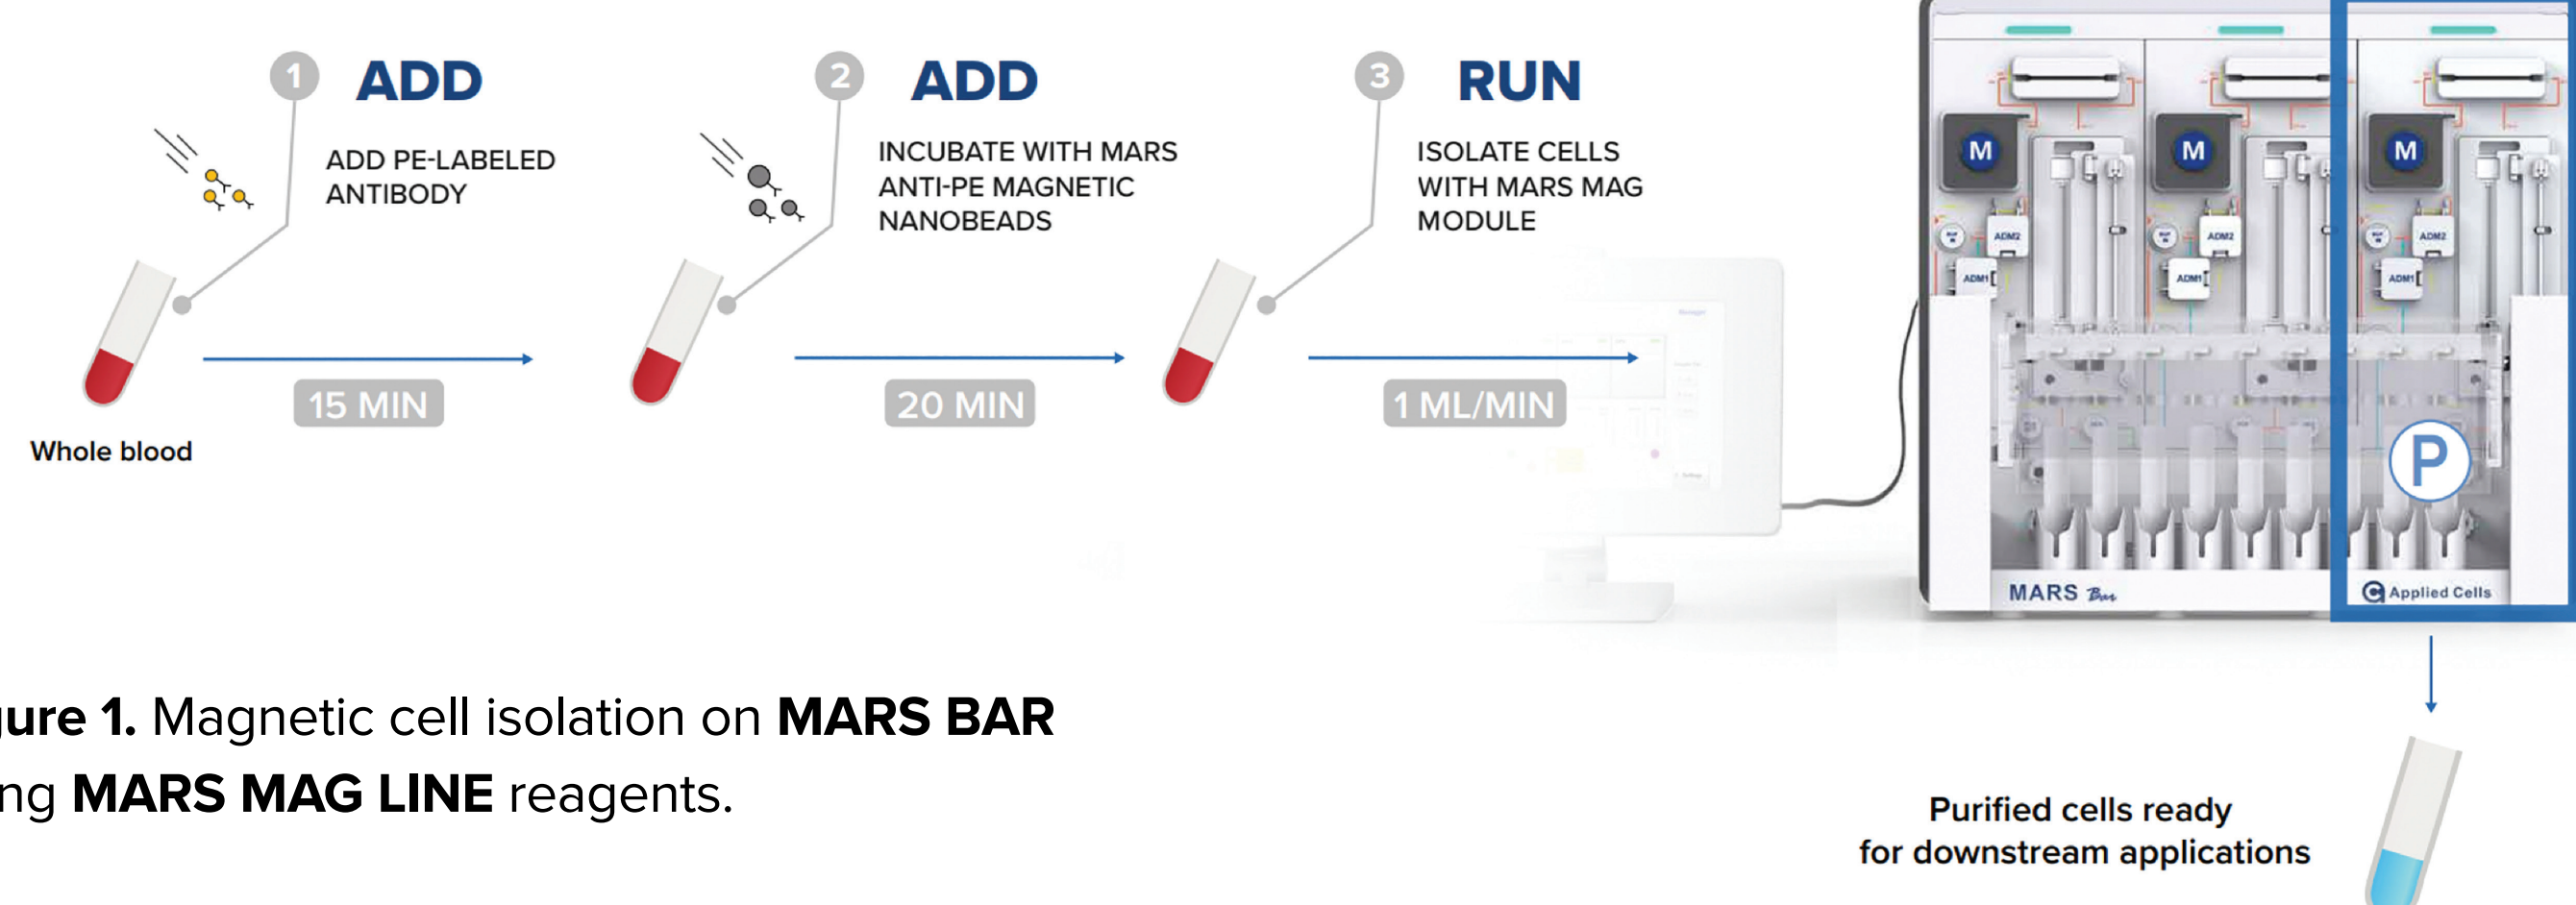 1 ADD
ADD PE-LABELED
ANTIBODY
15 MIN
Whole blood
2 ADD
INCUBATE WITH MARS
ANTI-PE MAGNETIC
NANOBEADS
20 MIN
3 RUN
ISOLATE CELLS
WITH MARS MAG
MODULE
1 ML/MIN
M M M
ADM2 ADM2 ADM2
ADM1 ADM1 ADM1
P
MARS Bar
Applied Cells
gure 1. Magnetic cell isolation on MARS BAR
ng MARS MAG LINE reagents.
Purified cells ready
for downstream applications